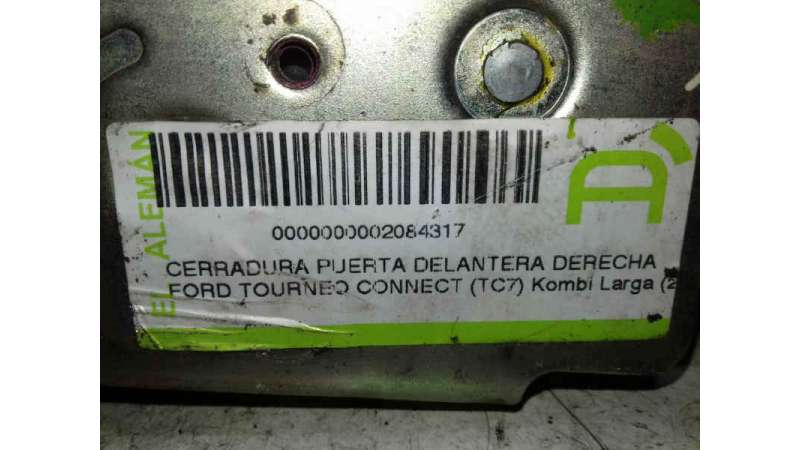 EL ALEMÁN
A
0000000002084317
CERRADURA PUERTA DELANTERA DERECHA
FORD TOURNEO CONNECT (TC7) Kombi Larga (2